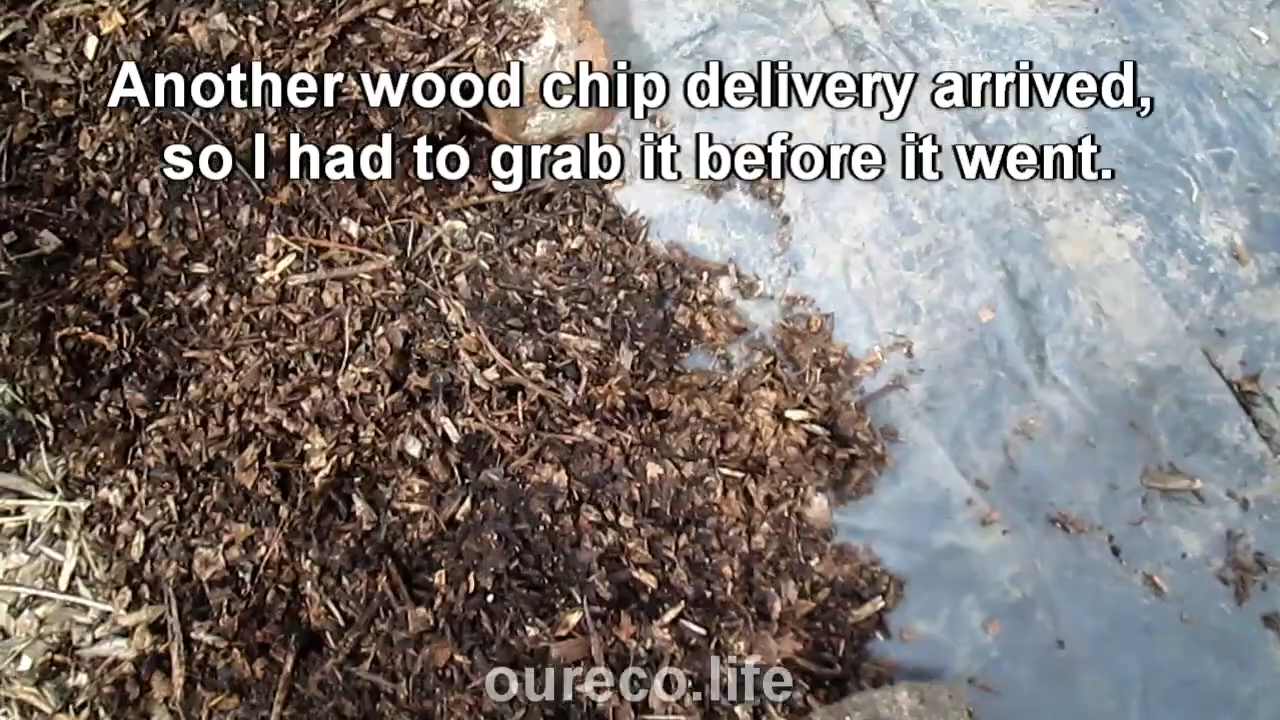 Another wood chip delivery arrived,
so I had to grab it before it went.
oureco.life